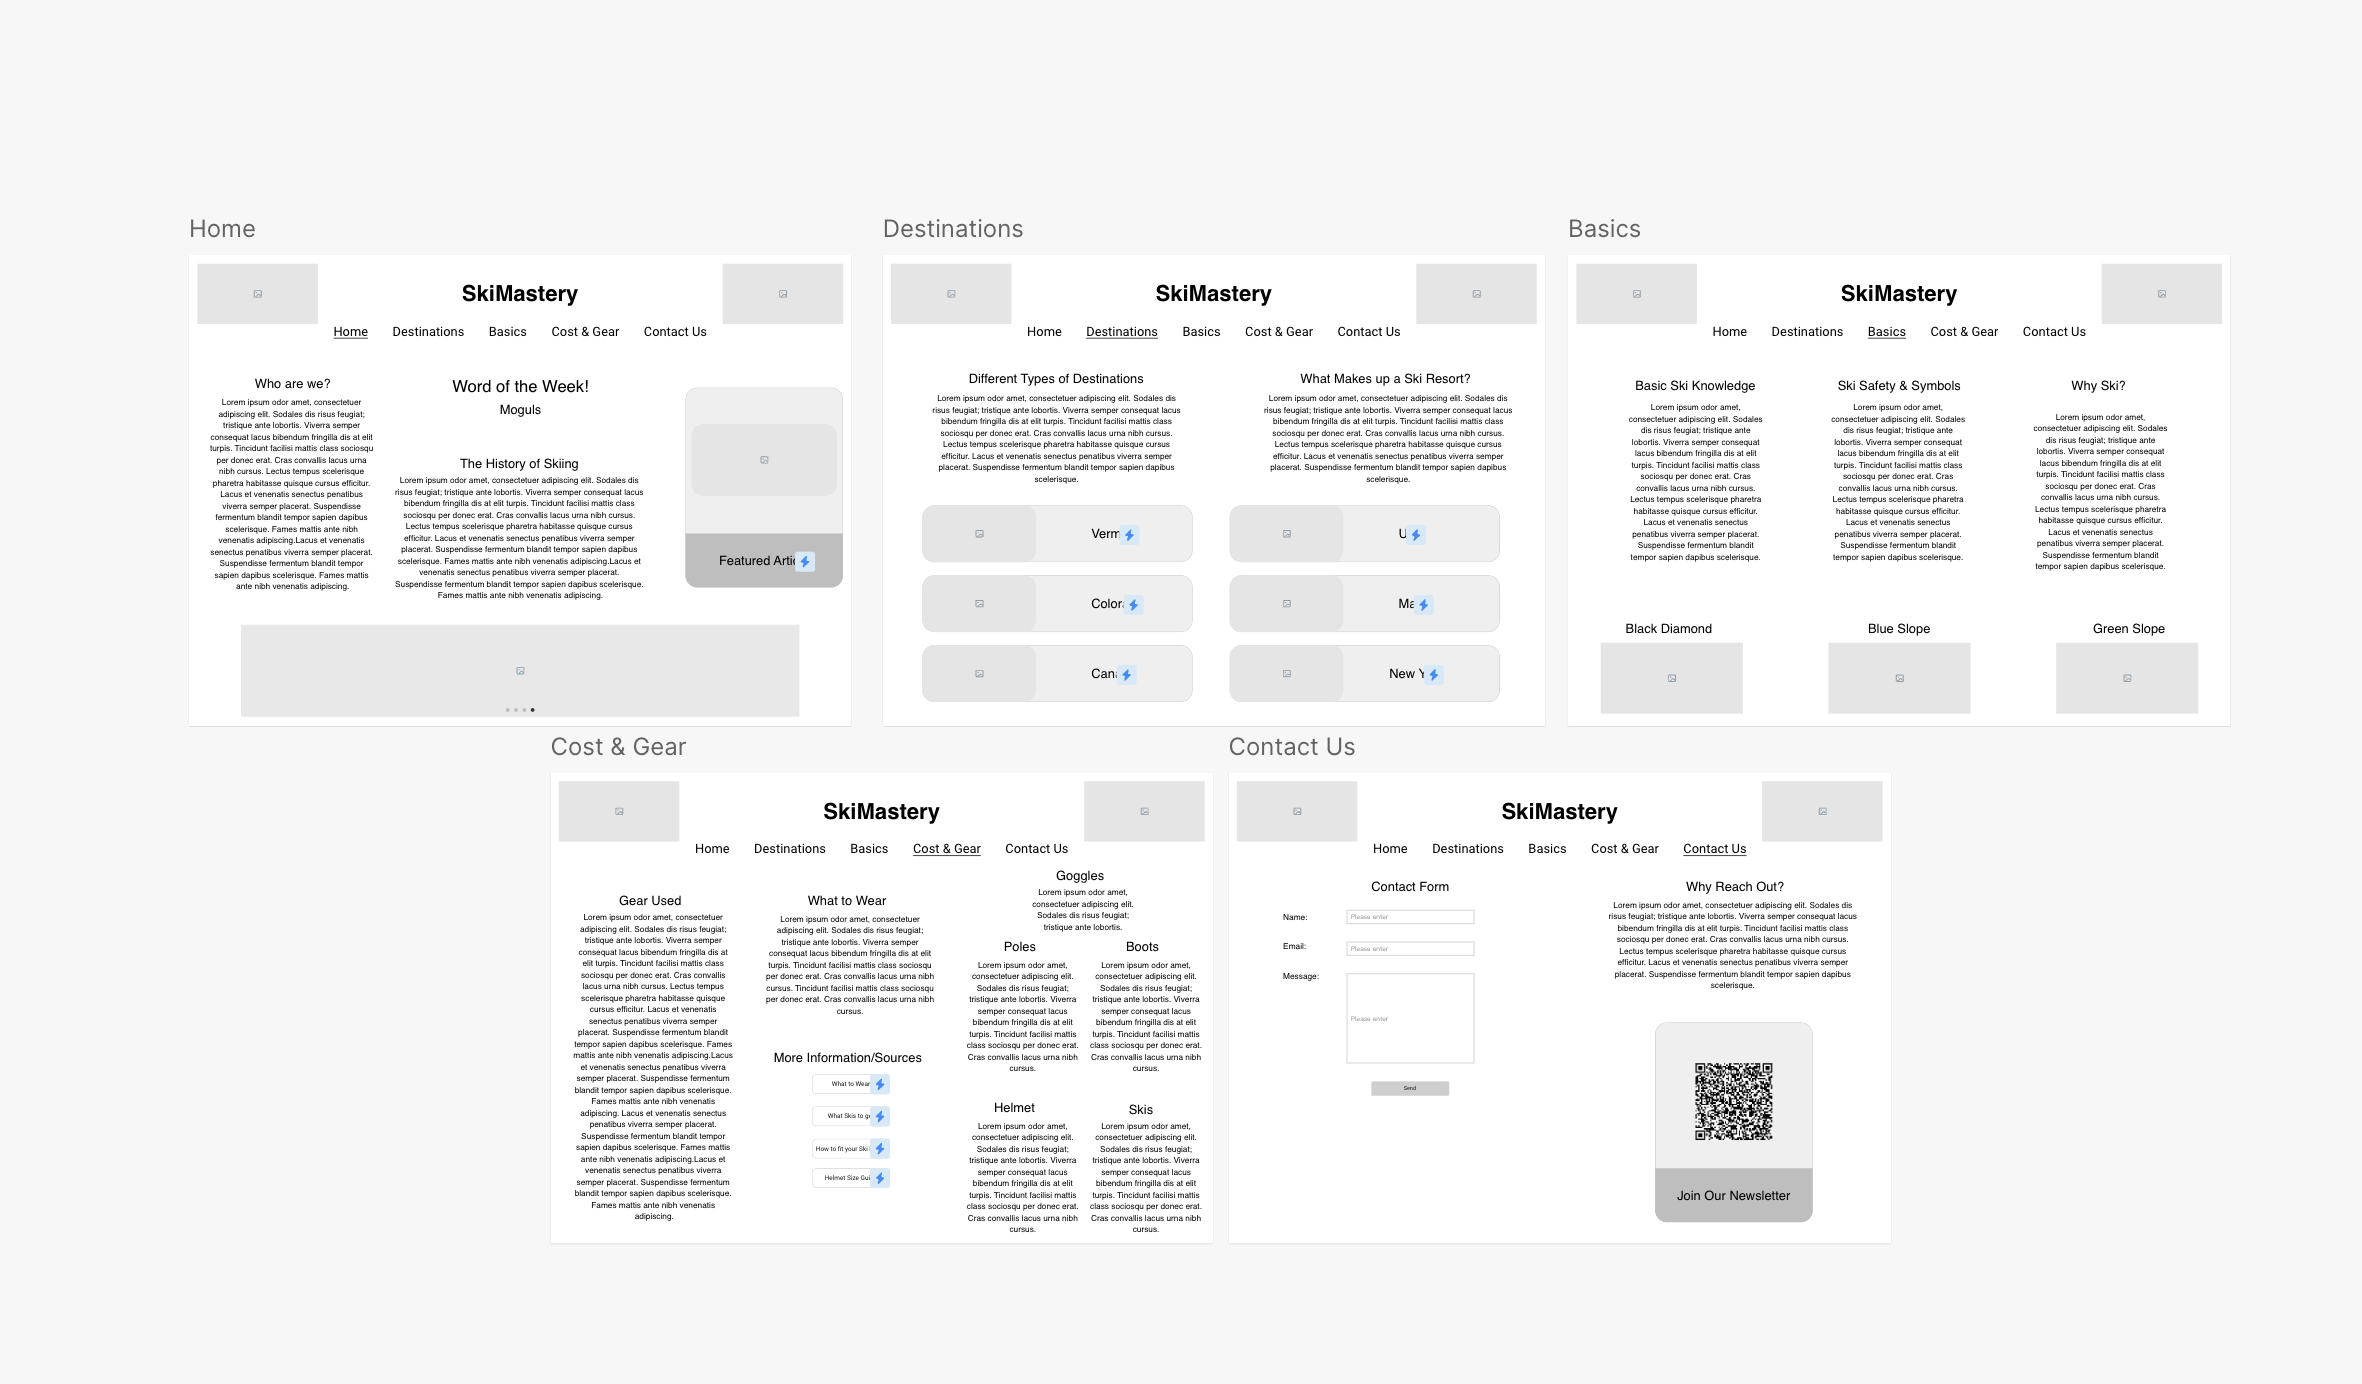 Home
SkiMastery
Home Destinations Basics Cost & Gear Contact Us
Who are we?
Lorem ipsum odor amet, consectetuer
adipiscing elit. Sodales dis risus feugiat;
tristique ante lobortis. Viverra semper
consequat lacus bibendum fringilla dis at elit
turpis. Tincidunt facilisi mattis class sociosqu
per donec erat. Cras convallis lacus urna
nibh cursus. Lectus tempus scelerisque
pharetra habitasse quisque cursus efficitur.
Lacus et venenatis senectus penatibus
viverra semper placerat. Suspendisse
fermentum blandit tempor sapien dapibus
scelerisque. Fames mattis ante nibh
venenatis adipiscing.Lacus et venenatis
senectus penatibus viverra semper placerat.
Suspendisse fermentum blandit tempor
sapien dapibus scelerisque. Fames mattis
ante nibh venenatis adipiscing.
Word of the Week!
Moguls
The History of Skiing
Lorem ipsum odor amet, consectetuer adipiscing elit. Sodales dis
risus feugiat; tristique ante lobortis. Viverra semper consequat lacus
bibendum fringilla dis at elit turpis. Tincidunt facilisi mattis class
sociosqu per donec erat. Cras convallis lacus urna nibh cursus.
Lectus tempus scelerisque pharetra habitasse quisque cursus
efficitur. Lacus et venenatis senectus penatibus viverra semper
placerat. Suspendisse fermentum blandit tempor sapien dapibus
scelerisque. Fames mattis ante nibh venenatis adipiscing.Lacus et
venenatis senectus penatibus viverra semper placerat.
Suspendisse fermentum blandit tempor sapien dapibus scelerisque.
Fames mattis ante nibh venenatis adipiscing.
Featured Artic
Destinations
SkiMastery
Home Destinations Basics Cost & Gear Contact Us
Different Types of Destinations
Lorem ipsum odor amet, consectetuer adipiscing elit. Sodales dis
risus feugiat; tristique ante lobortis. Viverra semper consequat lacus
bibendum fringilla dis at elit turpis. Tincidunt facilisi mattis class
sociosqu per donec erat. Cras convallis lacus urna nibh cursus.
Lectus tempus scelerisque pharetra habitasse quisque cursus
efficitur. Lacus et venenatis senectus penatibus viverra semper
placerat. Suspendisse fermentum blandit tempor sapien dapibus
scelerisque.
What Makes up a Ski Resort?
Lorem ipsum odor amet, consectetuer adipiscing elit. Sodales dis
risus feugiat; tristique ante lobortis. Viverra semper consequat lacus
bibendum fringilla dis at elit turpis. Tincidunt facilisi mattis class
sociosqu per donec erat. Cras convallis lacus urna nibh cursus.
Lectus tempus scelerisque pharetra habitasse quisque cursus
efficitur. Lacus et venenatis senectus penatibus viverra semper
placerat. Suspendisse fermentum blandit tempor sapien dapibus
scelerisque.
Verm
U
Color
Ma
Can
New Y
Basics
SkiMastery
Home Destinations Basics Cost & Gear Contact Us
Basic Ski Knowledge
Lorem ipsum odor amet,
consectetuer adipiscing elit. Sodales
dis risus feugiat; tristique ante
lobortis. Viverra semper consequat
lacus bibendum fringilla dis at elit
turpis. Tincidunt facilisi mattis class
sociosqu per donec erat. Cras
convallis lacus urna nibh cursus.
Lectus tempus scelerisque pharetra
habitasse quisque cursus efficitur.
Lacus et venenatis senectus
penatibus viverra semper placerat.
Suspendisse fermentum blandit
tempor sapien dapibus scelerisque.
Ski Safety & Symbols
Lorem ipsum odor amet,
consectetuer adipiscing elit. Sodales
dis risus feugiat; tristique ante
lobortis. Viverra semper consequat
lacus bibendum fringilla dis at elit
turpis. Tincidunt facilisi mattis class
sociosqu per donec erat. Cras
convallis lacus urna nibh cursus.
Lectus tempus scelerisque pharetra
habitasse quisque cursus efficitur.
Lacus et venenatis senectus
penatibus viverra semper placerat.
Suspendisse fermentum blandit
tempor sapien dapibus scelerisque.
Why Ski?
Lorem ipsum odor amet,
consectetuer adipiscing elit. Sodales
dis risus feugiat; tristique ante
lobortis. Viverra semper consequat
lacus bibendum fringilla dis at elit
turpis. Tincidunt facilisi mattis class
sociosqu per donec erat. Cras
convallis lacus urna nibh cursus.
Lectus tempus scelerisque pharetra
habitasse quisque cursus efficitur.
Lacus et venenatis senectus
penatibus viverra semper placerat.
Suspendisse fermentum blandit
tempor sapien dapibus scelerisque.
Black Diamond
Blue Slope
Green Slope
Cost & Gear
SkiMastery
Home Destinations Basics Cost & Gear Contact Us
Gear Used
Lorem ipsum odor amet, consectetuer
adipiscing elit. Sodales dis risus feugiat;
tristique ante lobortis. Viverra semper
consequat lacus bibendum fringilla dis at
elit turpis. Tincidunt facilisi mattis class
sociosqu per donec erat. Cras convallis
lacus urna nibh cursus. Lectus tempus
scelerisque pharetra habitasse quisque
cursus efficitur. Lacus et venenatis
senectus penatibus viverra semper
placerat. Suspendisse fermentum blandit
tempor sapien dapibus scelerisque. Fames
mattis ante nibh venenatis adipiscing.Lacus
et venenatis senectus penatibus viverra
semper placerat. Suspendisse fermentum
blandit tempor sapien dapibus scelerisque.
Fames mattis ante nibh venenatis
adipiscing. Lacus et venenatis senectus
penatibus viverra semper placerat.
Suspendisse fermentum blandit tempor
sapien dapibus scelerisque. Fames mattis
ante nibh venenatis adipiscing.Lacus et
venenatis senectus penatibus viverra
semper placerat. Suspendisse fermentum
blandit tempor sapien dapibus scelerisque.
Fames mattis ante nibh venenatis
adipiscing.
What to Wear
Lorem ipsum odor amet, consectetuer
adipiscing elit. Sodales dis risus feugiat;
tristique ante lobortis. Viverra semper
consequat lacus bibendum fringilla dis at elit
turpis. Tincidunt facilisi mattis class sociosqu
per donec erat. Cras convallis lacus urna nibh
cursus. Tincidunt facilisi mattis class sociosqu
per donec erat. Cras convallis lacus urna nibh
cursus.
More Information/Sources
What to Wear
What Skis to ge
How to fit your Ski
Helmet Size Gui
Goggles
Lorem ipsum odor amet,
consectetuer adipiscing elit.
Sodales dis risus feugiat;
tristique ante lobortis.
Poles
Lorem ipsum odor amet,
consectetuer adipiscing elit.
Sodales dis risus feugiat;
tristique ante lobortis. Viverra
semper consequat lacus
bibendum fringilla dis at elit
turpis. Tincidunt facilisi mattis
class sociosqu per donec erat.
Cras convallis lacus urna nibh
cursus.
Boots
Lorem ipsum odor amet,
consectetuer adipiscing elit.
Sodales dis risus feugiat;
tristique ante lobortis. Viverra
semper consequat lacus
bibendum fringilla dis at elit
turpis. Tincidunt facilisi mattis
class sociosqu per donec erat.
Cras convallis lacus urna nibh
cursus.
Helmet
Lorem ipsum odor amet,
consectetuer adipiscing elit.
Sodales dis risus feugiat;
tristique ante lobortis. Viverra
semper consequat lacus
bibendum fringilla dis at elit
turpis. Tincidunt facilisi mattis
class sociosqu per donec erat.
Cras convallis lacus urna nibh
cursus.
Skis
Lorem ipsum odor amet,
consectetuer adipiscing elit.
Sodales dis risus feugiat;
tristique ante lobortis. Viverra
semper consequat lacus
bibendum fringilla dis at elit
turpis. Tincidunt facilisi mattis
class sociosqu per donec erat.
Cras convallis lacus urna nibh
cursus.
Contact Us
SkiMastery
Home Destinations Basics Cost & Gear Contact Us
Contact Form
Name: Please enter
Email: Please enter
Message:
Please enter
Send
Why Reach Out?
Lorem ipsum odor amet, consectetuer adipiscing elit. Sodales dis
risus feugiat; tristique ante lobortis. Viverra semper consequat lacus
bibendum fringilla dis at elit turpis. Tincidunt facilisi mattis class
sociosqu per donec erat. Cras convallis lacus urna nibh cursus.
Lectus tempus scelerisque pharetra habitasse quisque cursus
efficitur. Lacus et venenatis senectus penatibus viverra semper
placerat. Suspendisse fermentum blandit tempor sapien dapibus
scelerisque.
Join Our Newsletter